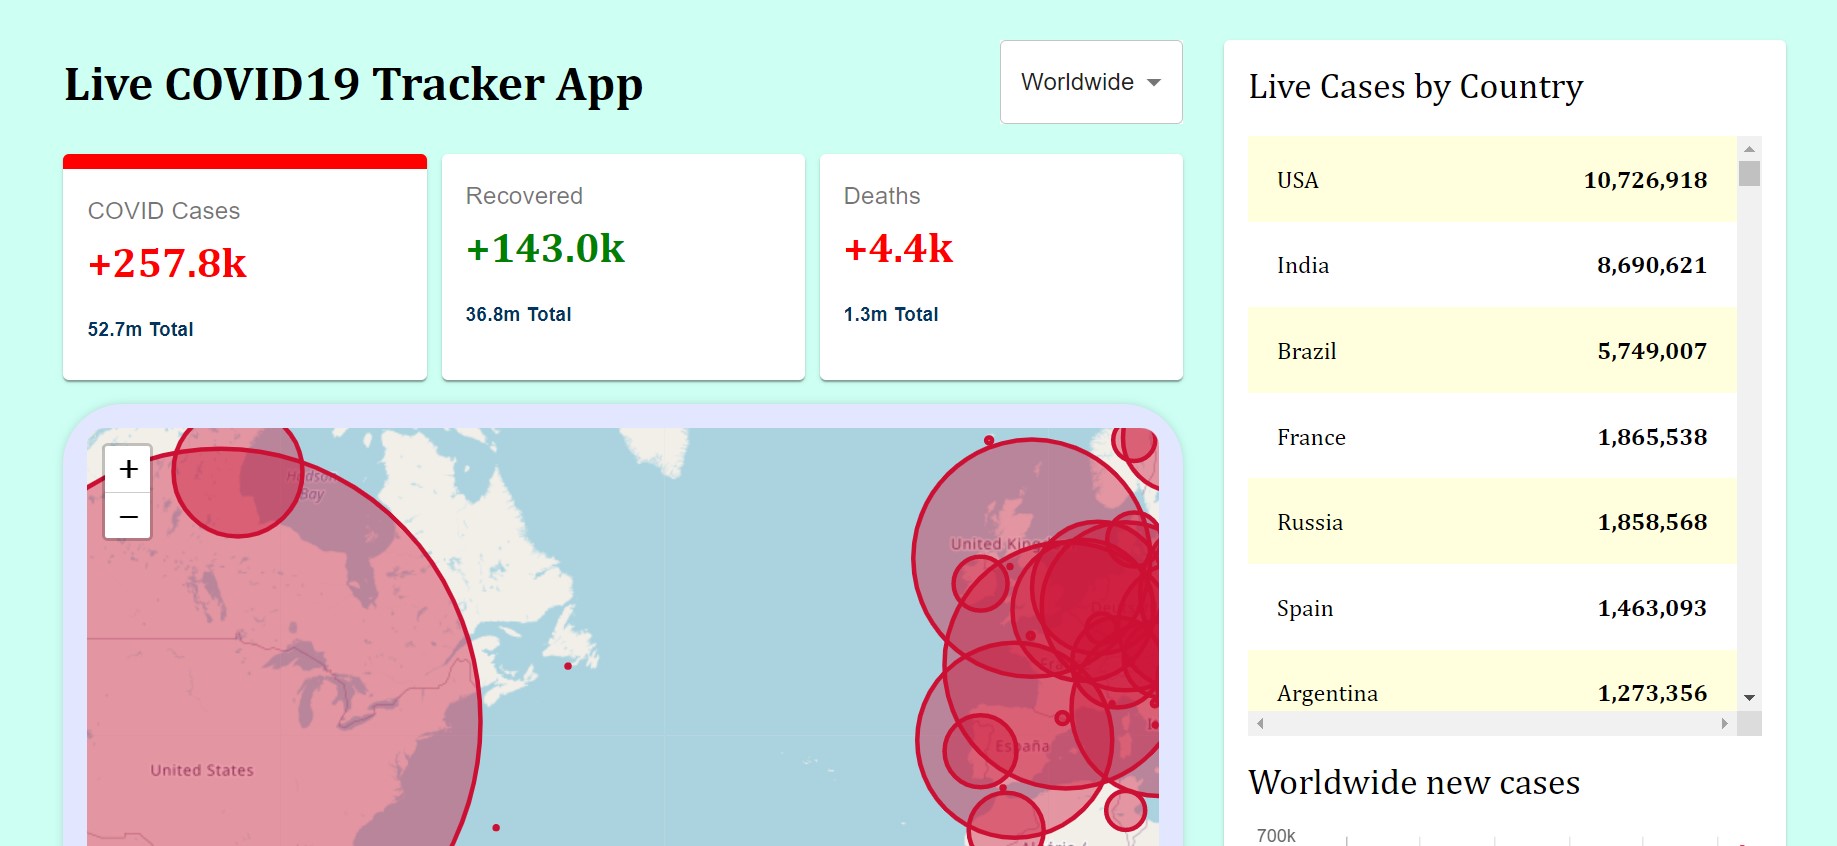 Live COVID19 Tracker App
Worldwide
COVID Cases
+257.8k
52.7m Total
Recovered
+143.0k
36.8m Total
Deaths
+4.4k
1.3m Total
+
−
Hudson
Bay
United States
United Kingdom
España
Live Cases by Country
USA 10,726,918
India 8,690,621
Brazil 5,749,007
France 1,865,538
Russia 1,858,568
Spain 1,463,093
Argentina 1,273,356
Worldwide new cases
700k